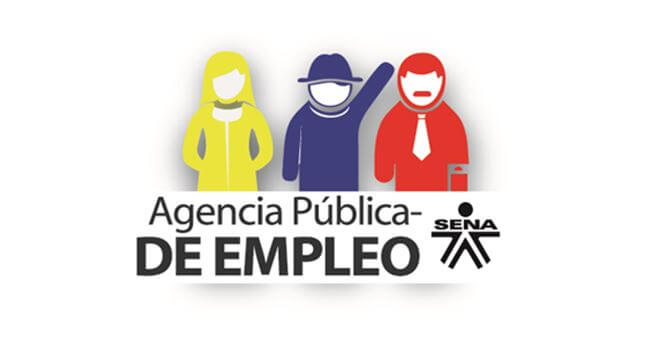 Agencia Pública-
DE EMPLEO
SENA